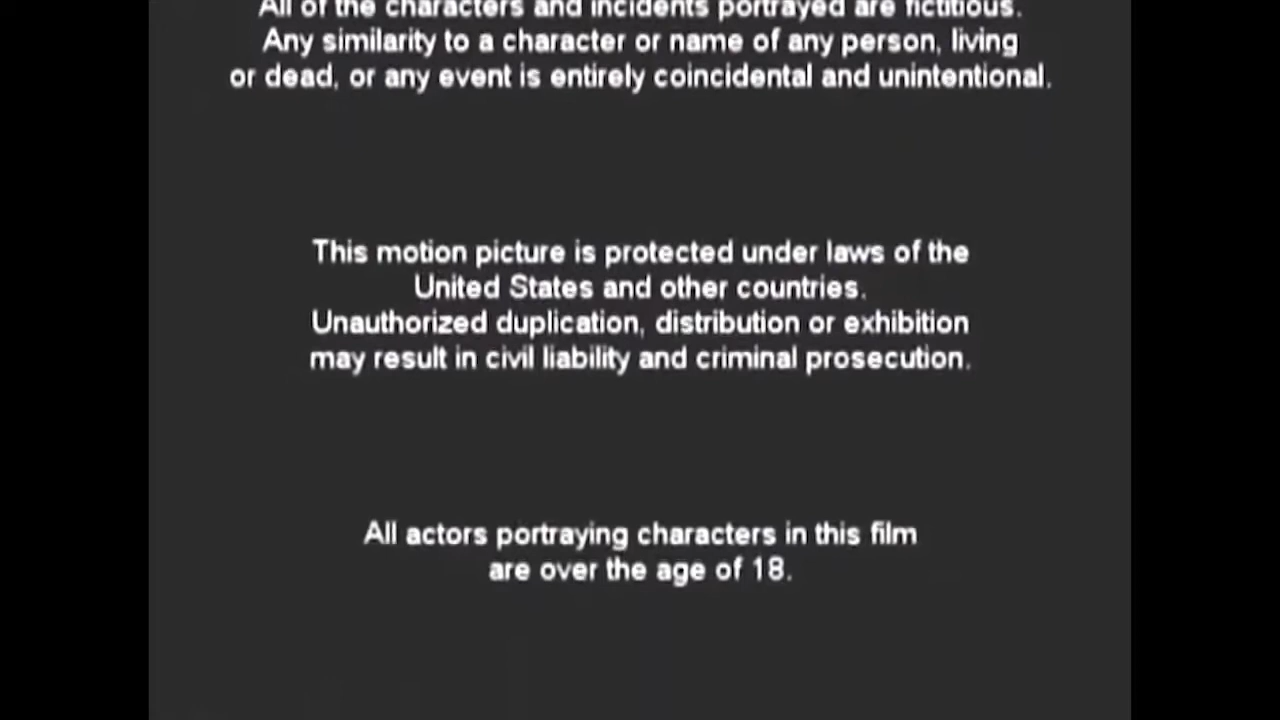 All of the characters and incidents portrayed are fictitious.
Any similarity to a character or name of any person, living
or dead, or any event is entirely coincidental and unintentional.
This motion picture is protected under laws of the
United States and other countries.
Unauthorized duplication, distribution or exhibition
may result in civil liability and criminal prosecution.
All actors portraying characters in this film
are over the age of 18.